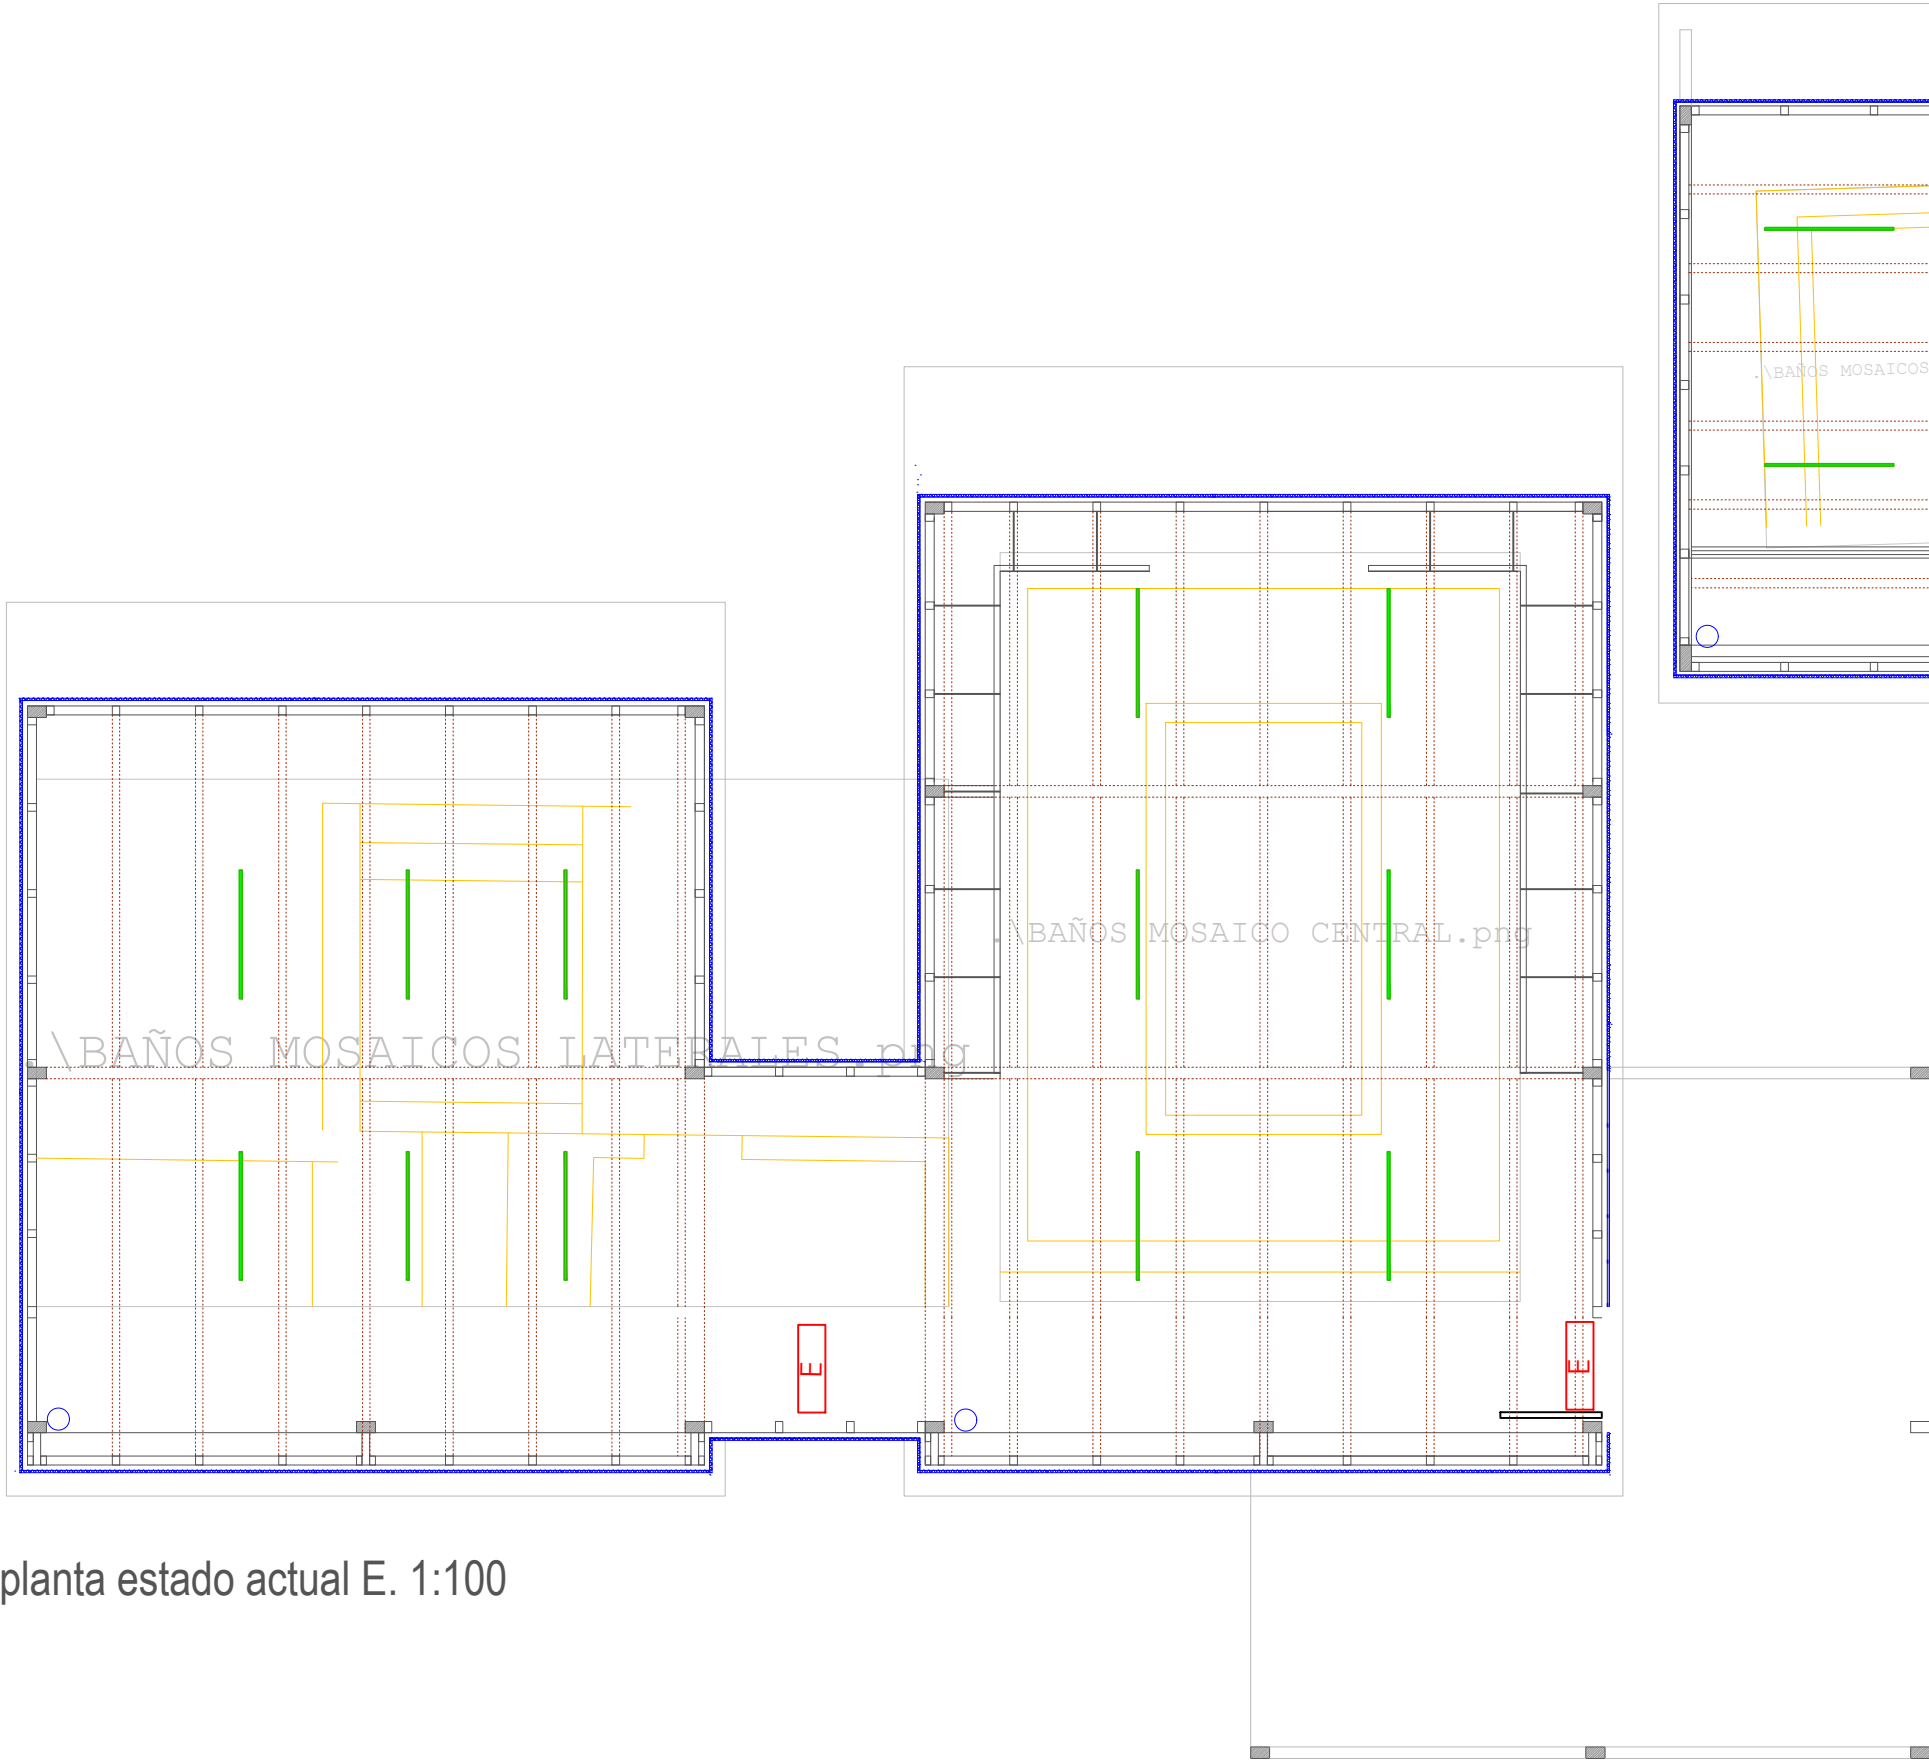 .\BAÑOS MOSAICOS
.\BAÑOS MOSAICO CENTRAL.png
\BAÑOS MOSAICOS LATERALES.png
E
E
planta estado actual E. 1:100